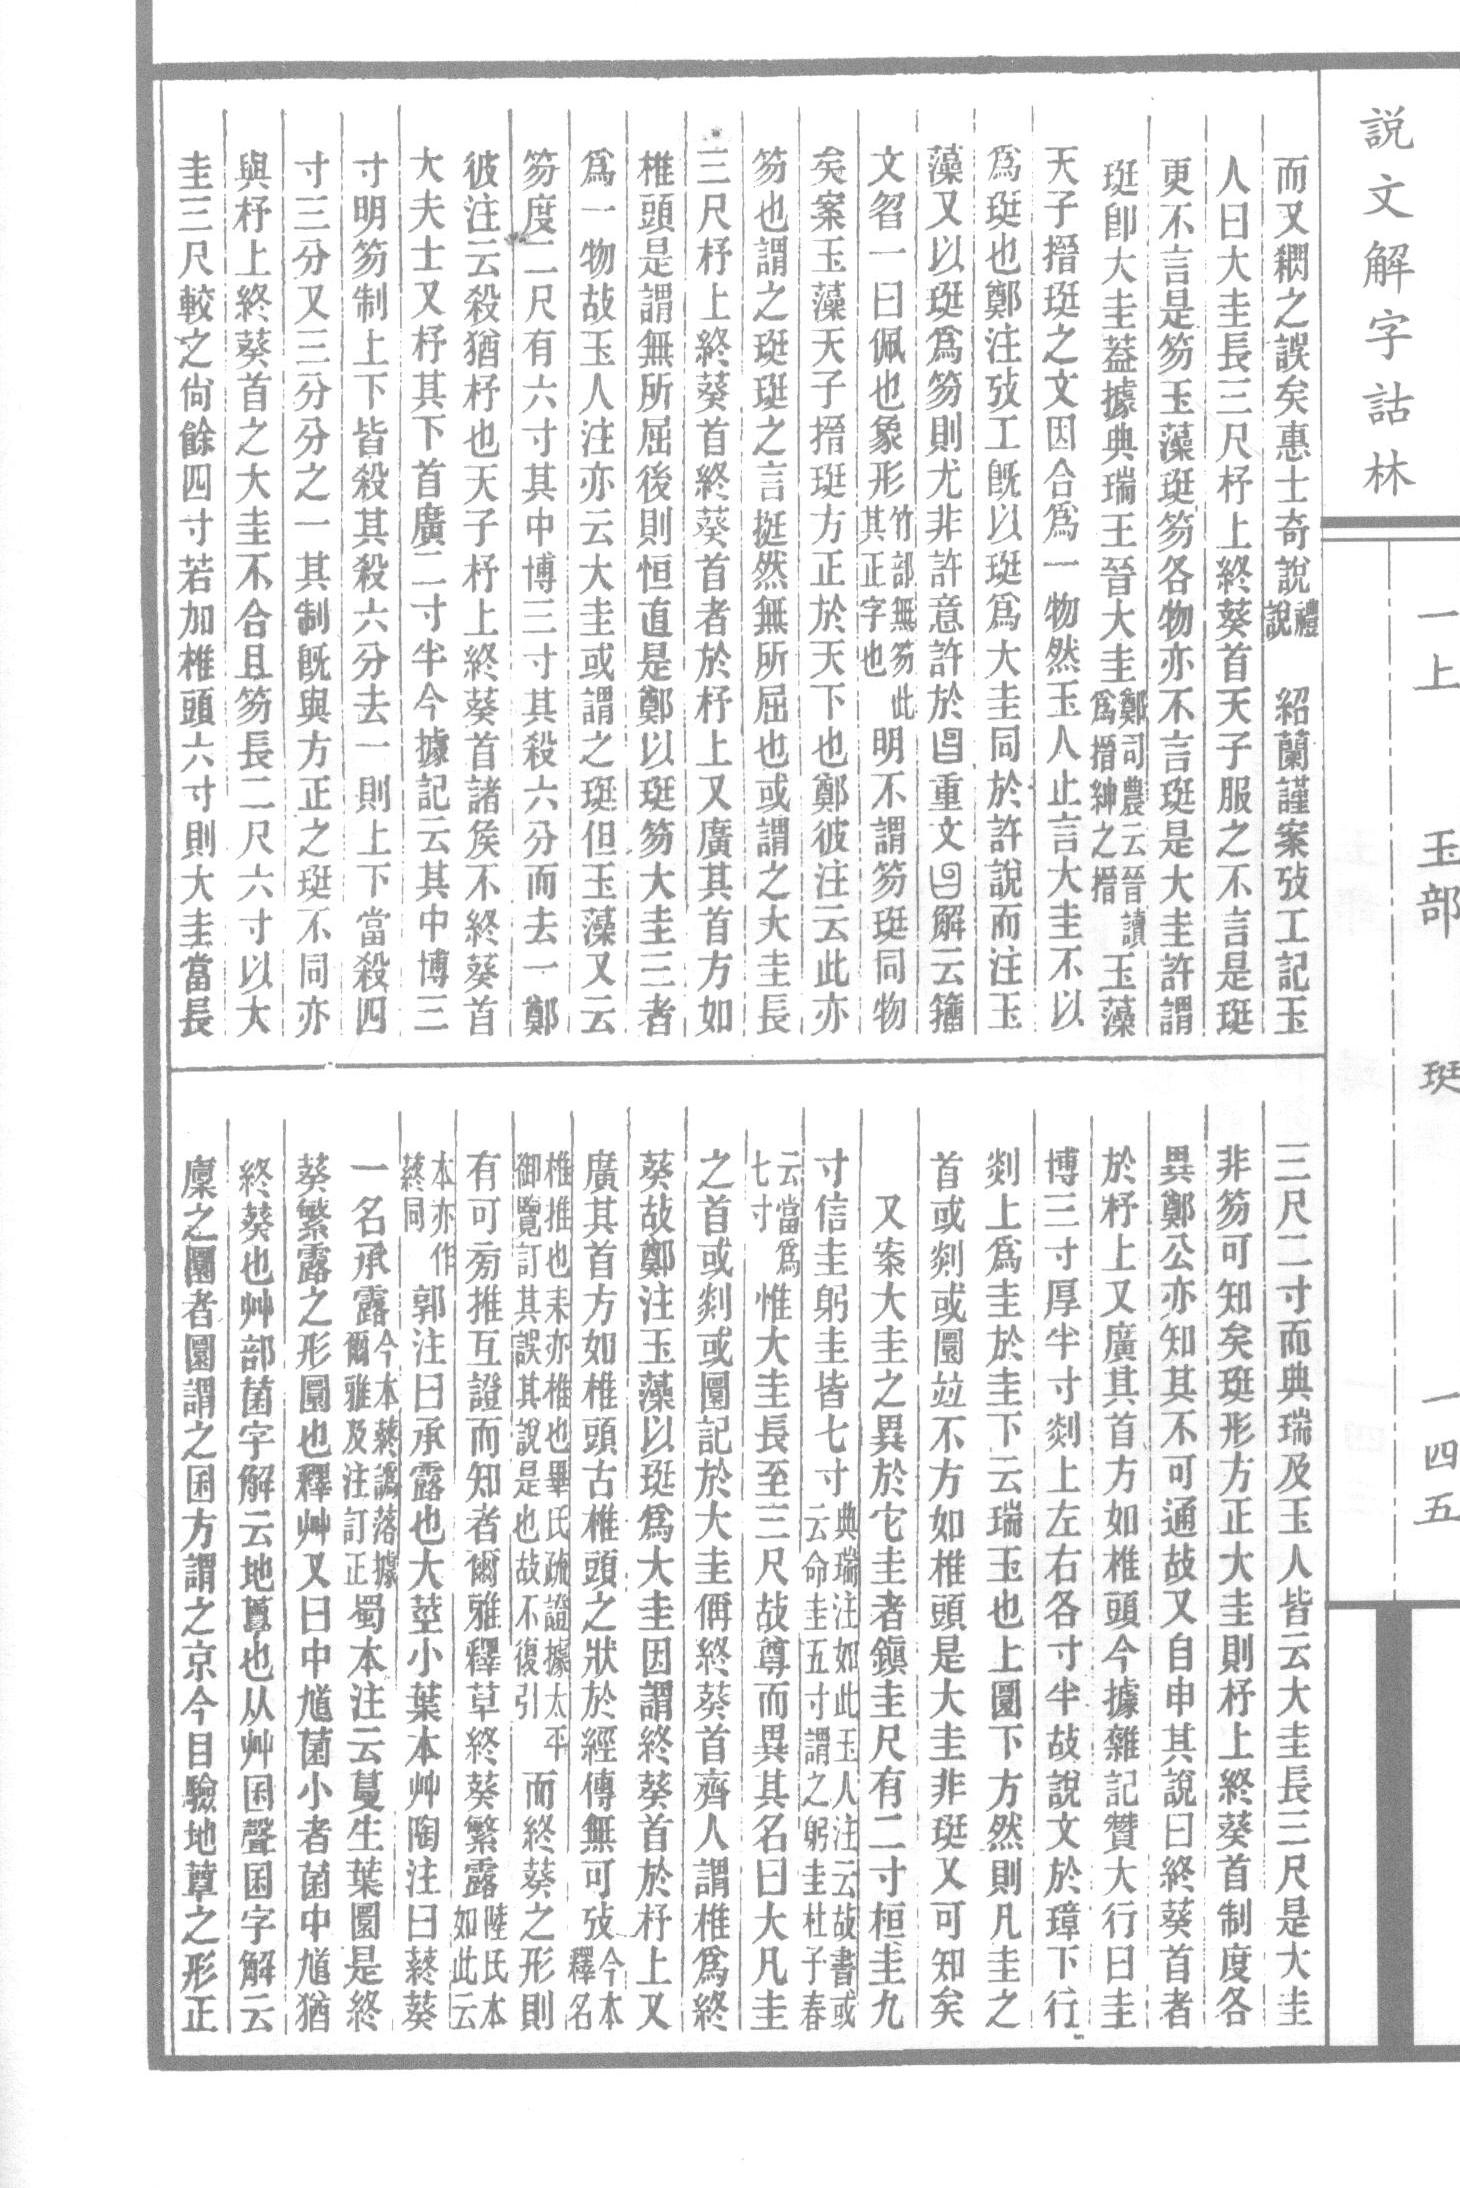 說文解字詁林
一上　玉部　珽　一四五
而又稠之誤矣惠士奇說禮說　紹蘭謹案攷工記玉
人曰大圭長三尺杼上終葵首天子服之不言是珽
更不言是笏玉藻珽笏各物亦不言珽是大圭許謂
珽卽大圭葢據典瑞王晉大圭鄭司農云晉讀爲搢紳之搢玉藻
天子搢珽之文因合爲一物然玉人止言大圭不以
爲珽也鄭注攷工旣以珽爲大圭同於許說而注玉
藻又以珽爲笏則尤非許意許於曶重文𠚍解云籒
文曶一曰佩也象形竹部無笏此其正字也明不謂笏珽同物
矣案玉藻天子搢珽方正於天下也鄭彼注云此亦
笏也謂之珽珽之言挺然無所屈也或謂之大圭長
三尺杼上終葵首終葵首者於杼上又廣其首方如
椎頭是謂無所屈後則恒直是鄭以珽笏大圭三者
爲一物故玉人注亦云大圭或謂之珽但玉藻又云
笏度二尺有六寸其中博三寸其殺六分而去一鄭
彼注云殺猶杼也天子杼上終葵首諸矦不終葵首
大夫士又杼其下首廣二寸半今據記云其中博三
寸明笏制上下皆殺其殺六分去一則上下當殺四
寸三分又三分分之一其制旣與方正之珽不同亦
與杼上終葵首之大圭不合且笏長二尺六寸以大
圭三尺較之尙餘四寸若加椎頭六寸則大圭當長
三尺二寸而典瑞及玉人皆云大圭長三尺是大圭
非笏可知矣珽形方正大圭則杼上終葵首制度各
異鄭公亦知其不可通故又自申其說曰終葵首者
於杼上又廣其首方如椎頭今據雜記贊大行曰圭
博三寸厚半寸剡上左右各寸半故說文於璋下行
剡上爲圭於圭下云瑞玉也上圜下方然則凡圭之
首或剡或圜竝不方如椎頭是大圭非珽又可知矣
又案大圭之異於它圭者鎭圭尺有二寸桓圭九
寸信圭躬圭皆七寸典瑞注如此玉人注云故書或云命圭五寸謂之躬圭杜子春
云當爲七寸惟大圭長至三尺故尊而異其名曰大凡圭
之首或剡或圜記於大圭偁終葵首齊人謂椎爲終
葵故鄭注玉藻以珽爲大圭因謂終葵首於杼上又
廣其首方如椎頭古椎頭之狀於經傳無可攷今本釋名
椎推也耒亦椎也畢氏疏證據太平御覽訂其誤其說是也故不復引而終葵之形則
有可旁推互證而知者爾雅釋草終葵繁露陸氏本如此云
本亦作蔠同郭注曰承露也大莖小葉本艸陶注曰蔠葵
一名承露今本蔠譌落據爾雅及注訂正蜀本注云蔓生葉圜是終
葵繁露之形圜也釋艸又曰中馗菌小者菌中馗猶
終葵也艸部菌字解云地蕈也从艸囷聲囷字解云
廩之圜者圜謂之囷方謂之京今目驗地蕈之形正